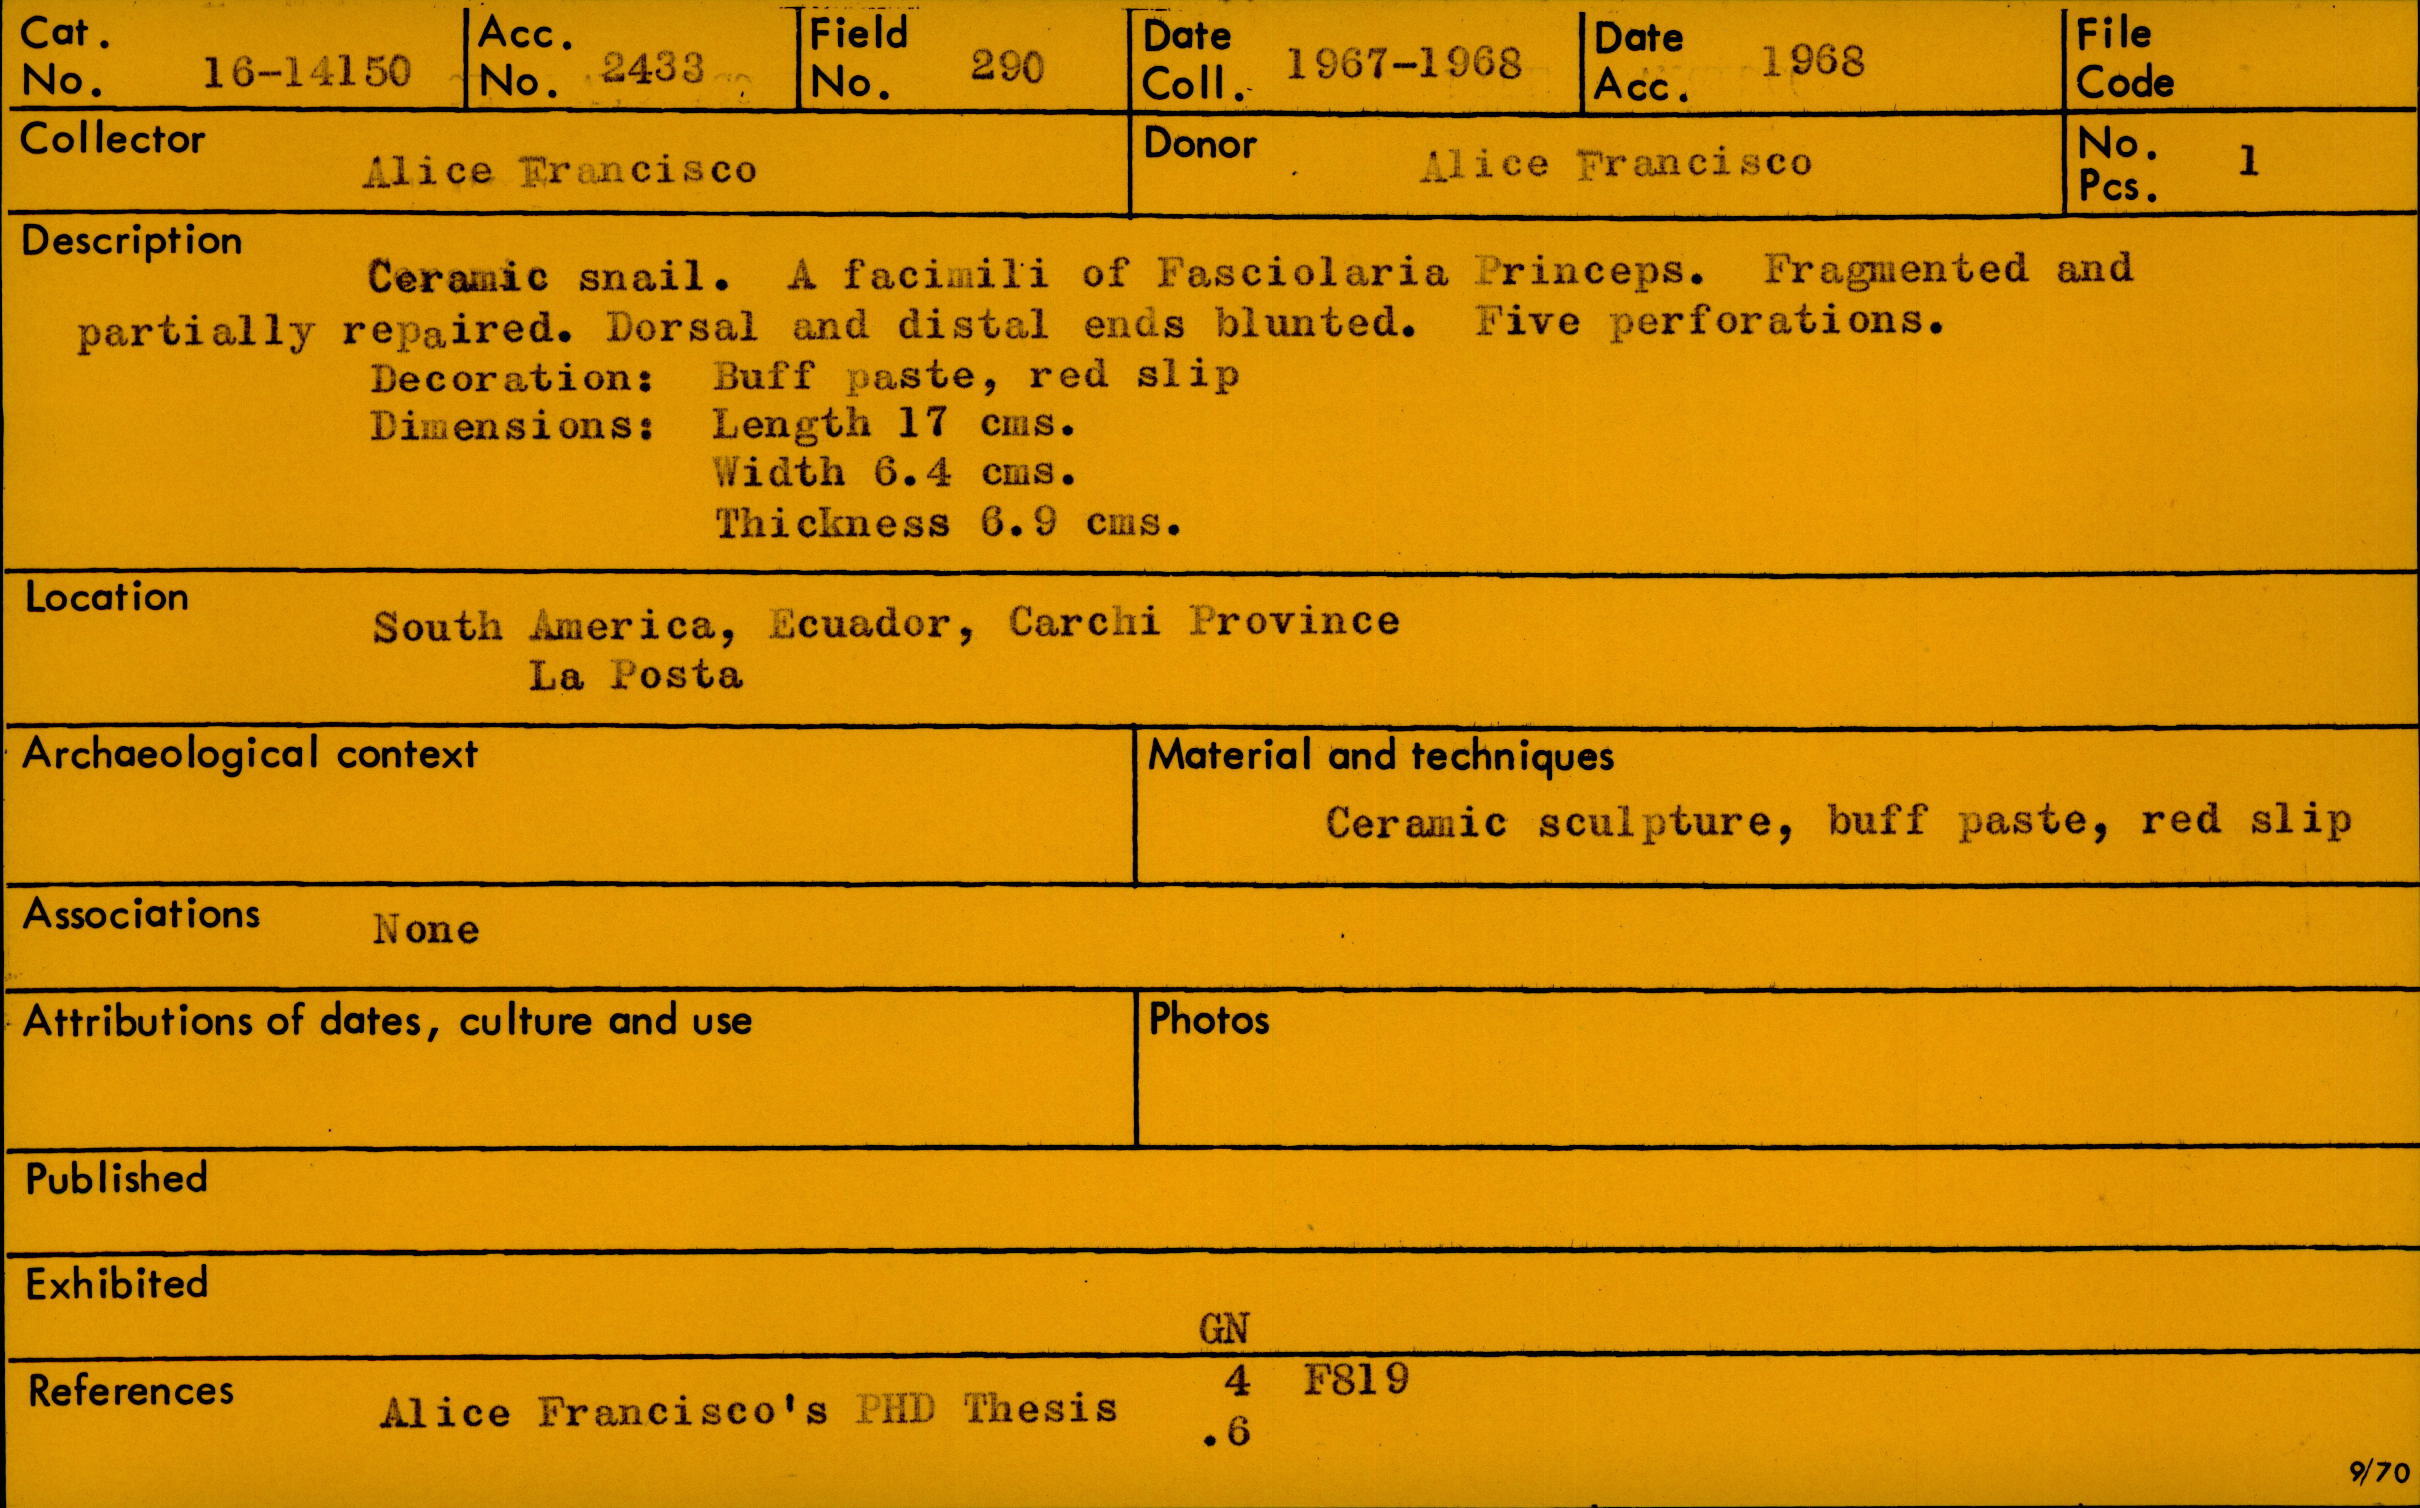 Cat. No. 16-14150 Acc. No. 2433 Field No. 290 Date Coll. 1967-1968 Date Acc. 1968 File Code
Collector Alice Francisco Donor Alice Francisco No. Pcs. 1
Description
Ceramic snail. A facimili of Fasciolaria Princeps. Fragmented and
partially repaired. Dorsal and distal ends blunted. Five perforations.
Decoration: Buff paste, red slip
Dimensions: Length 17 cms.
Width 6.4 cms.
Thickness 6.9 cms.
Location
South America, Ecuador, Carchi Province
La Posta
Archaeological context
Material and techniques
Ceramic sculpture, buff paste, red slip
Associations None
Attributions of dates, culture and use
Photos
Published
Exhibited
References Alice Francisco's PHD Thesis
GN
4 F819
.6
9/70